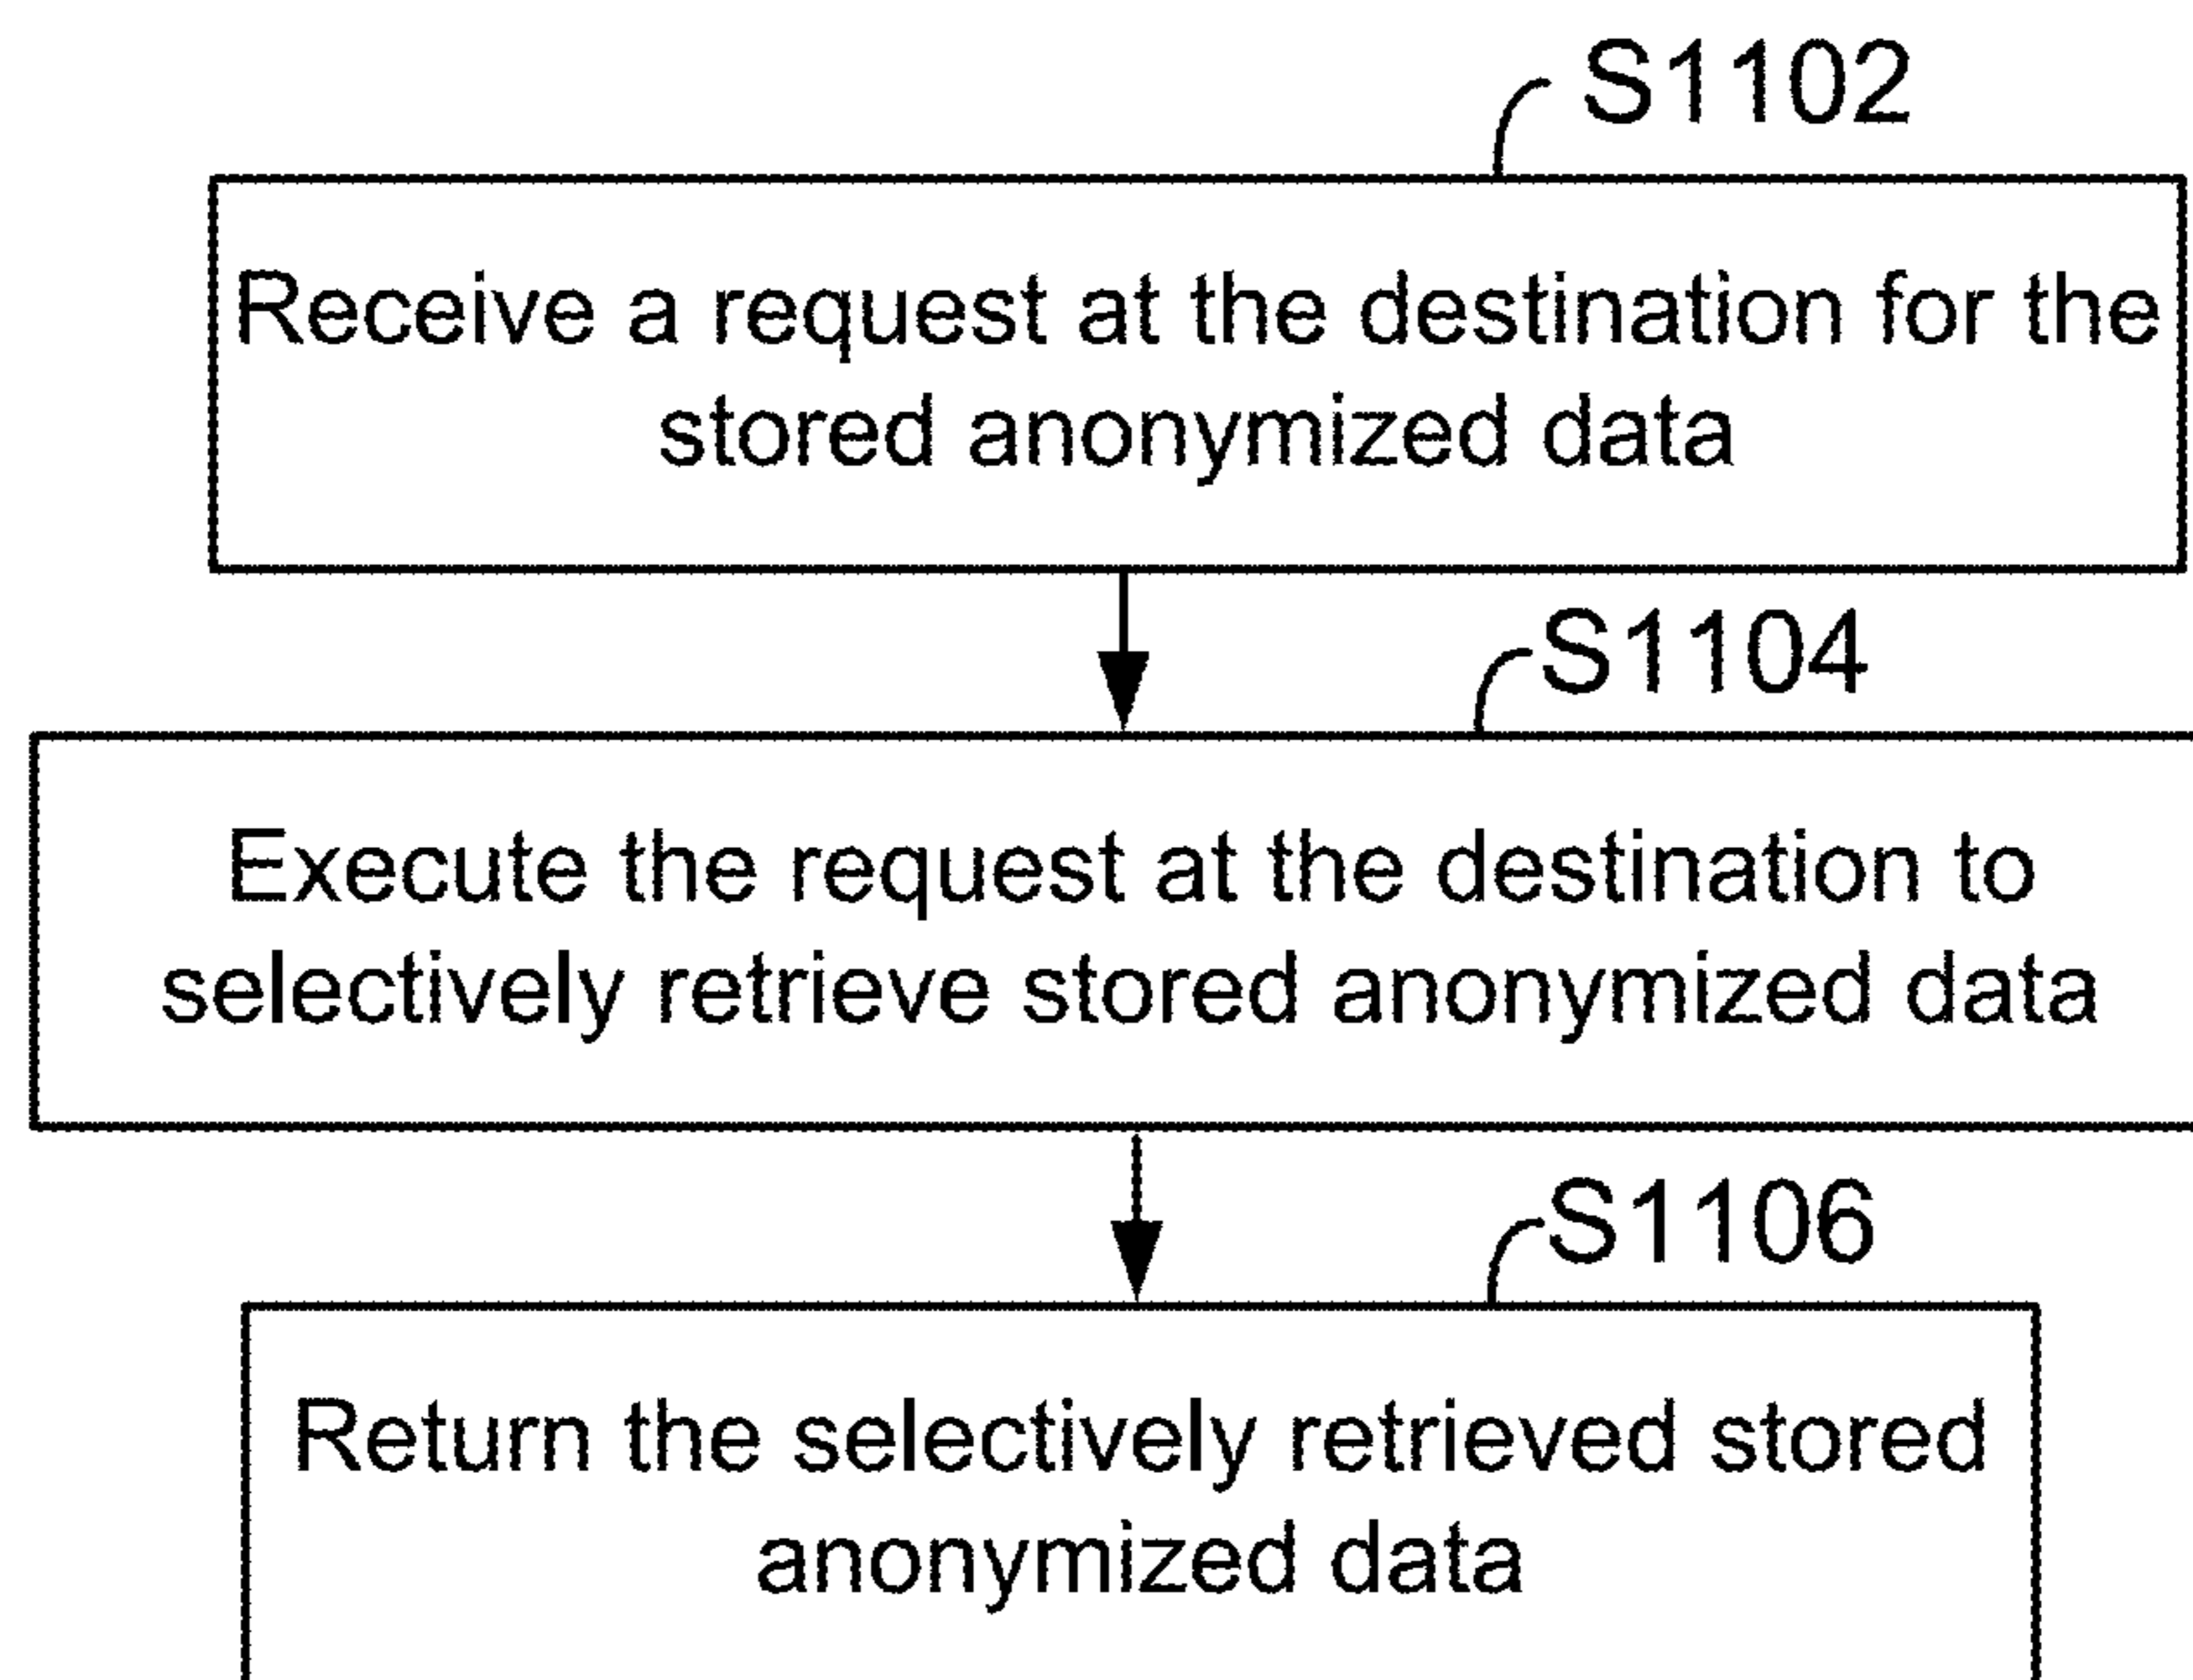 S1102
Receive a request at the destination for the
stored anonymized data
S1104
Execute the request at the destination to
selectively retrieve stored anonymized data
S1106
Return the selectively retrieved stored
anonymized data